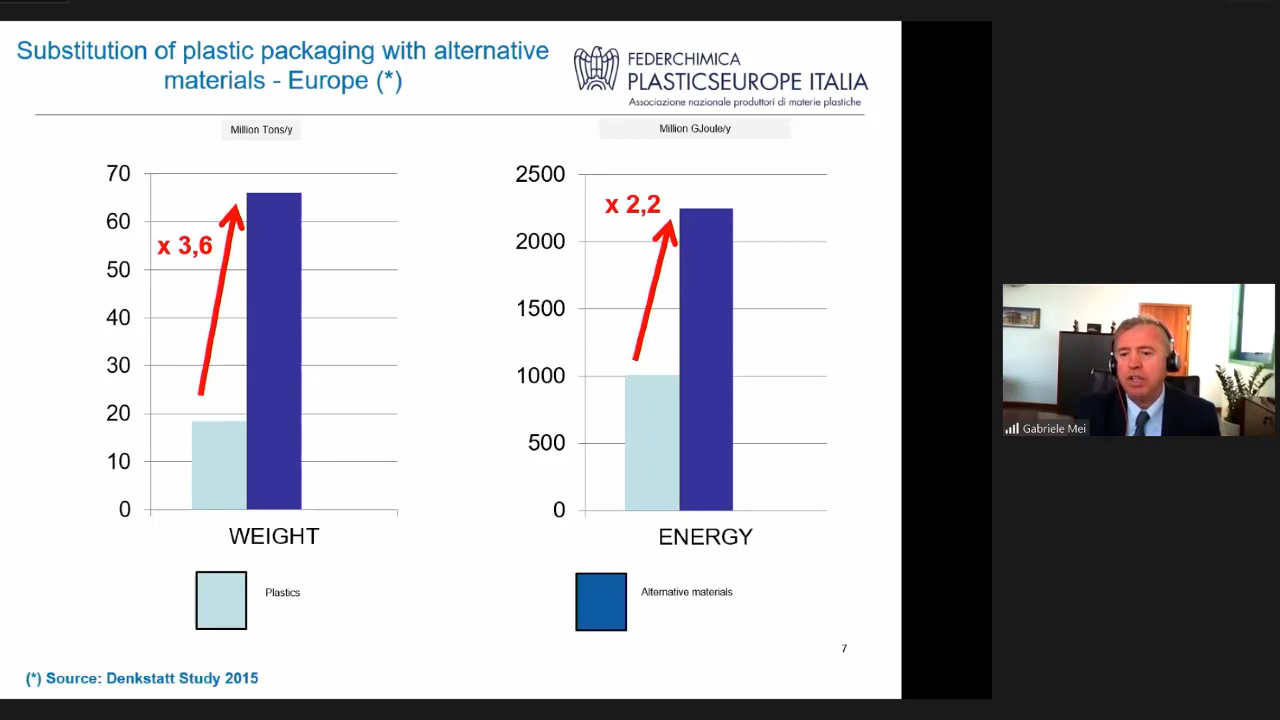 Substitution of plastic packaging with alternative
materials - Europe (*)
FEDERCHIMICA
PLASTICSEUROPE ITALIA
Associazione nazionale produttori di materie plastiche
Million Tons/y
70
60
50
40
30
20
10
0
x 3,6
WEIGHT
Million GJoule/y
2500
2000
1500
1000
500
0
x 2,2
ENERGY
Plastics
Alternative materials
7
(*) Source: Denkstatt Study 2015
Gabriele Mei